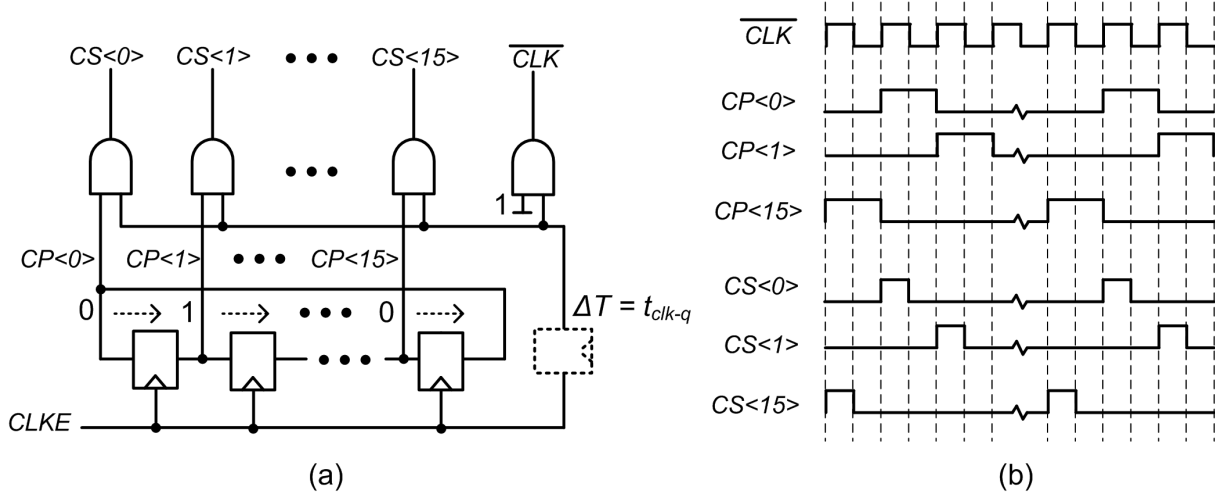 CS<0> CS<1> CS<15> CLK
1
CP<0> CP<1> CP<15>
0 1 0 ΔT = t_clk-q
CLKE
(a)
CLK
CP<0>
CP<1>
CP<15>
CS<0>
CS<1>
CS<15>
(b)